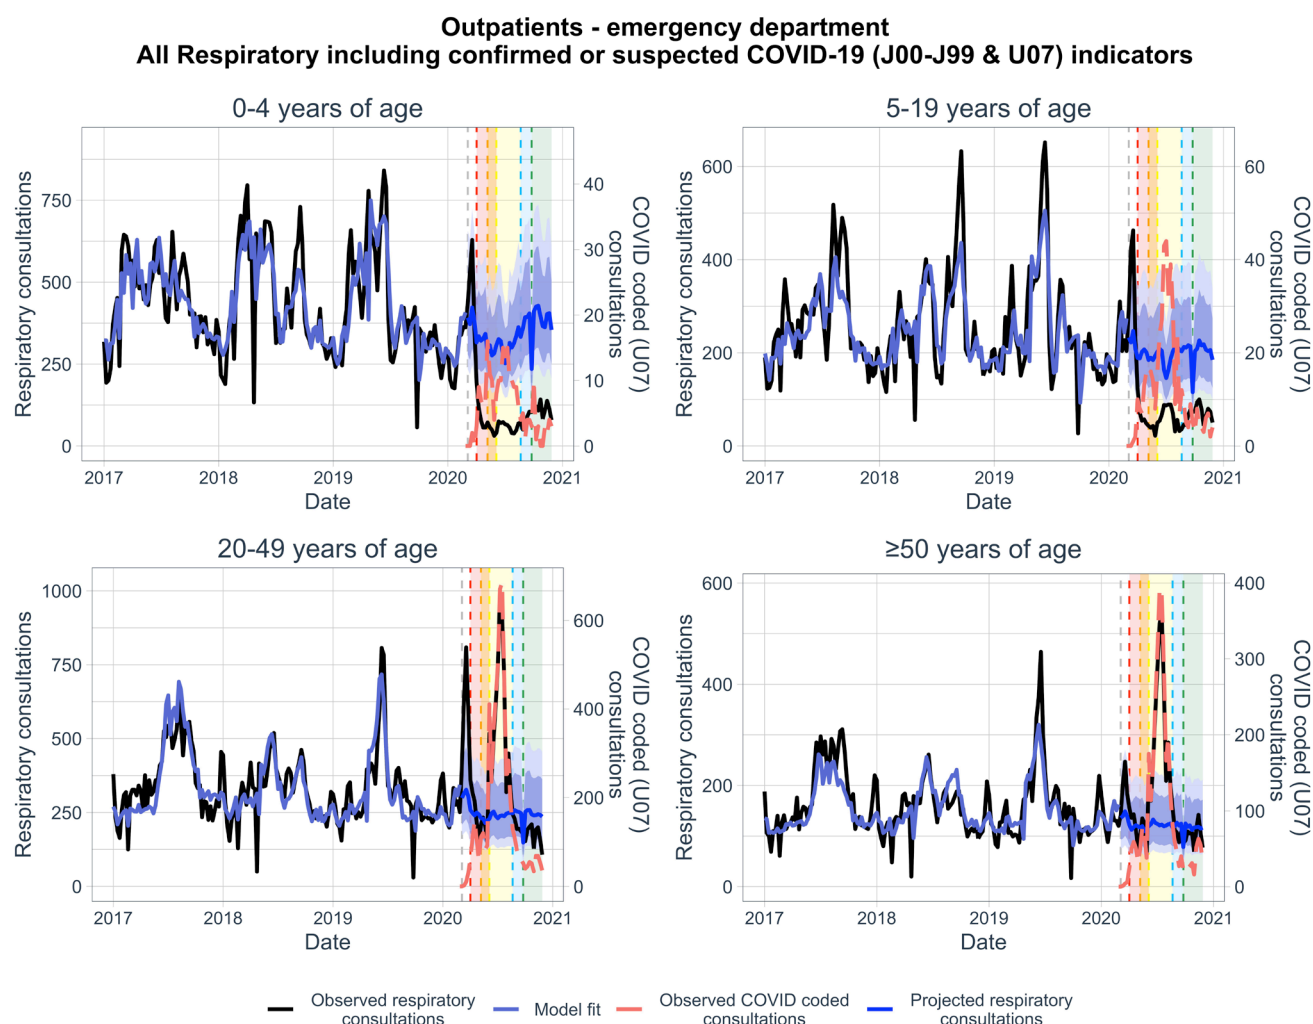 Outpatients - emergency department
All Respiratory including confirmed or suspected COVID-19 (J00-J99 & U07) indicators
0-4 years of age
Respiratory consultations
750
500
250
0
40
30
20
10
0
COVID coded (U07)
consultations
2017 2018 2019 2020 2021
Date
5-19 years of age
Respiratory consultations
600
400
200
0
60
40
20
0
COVID coded (U07)
consultations
2017 2018 2019 2020 2021
Date
20-49 years of age
Respiratory consultations
1000
750
500
250
0
600
400
200
0
COVID coded (U07)
consultations
2017 2018 2019 2020 2021
Date
≥50 years of age
Respiratory consultations
600
400
200
0
400
300
200
100
0
COVID coded (U07)
consultations
2017 2018 2019 2020 2021
Date
Observed respiratory
consultations
Model fit
Observed COVID coded
consultations
Projected respiratory
consultations